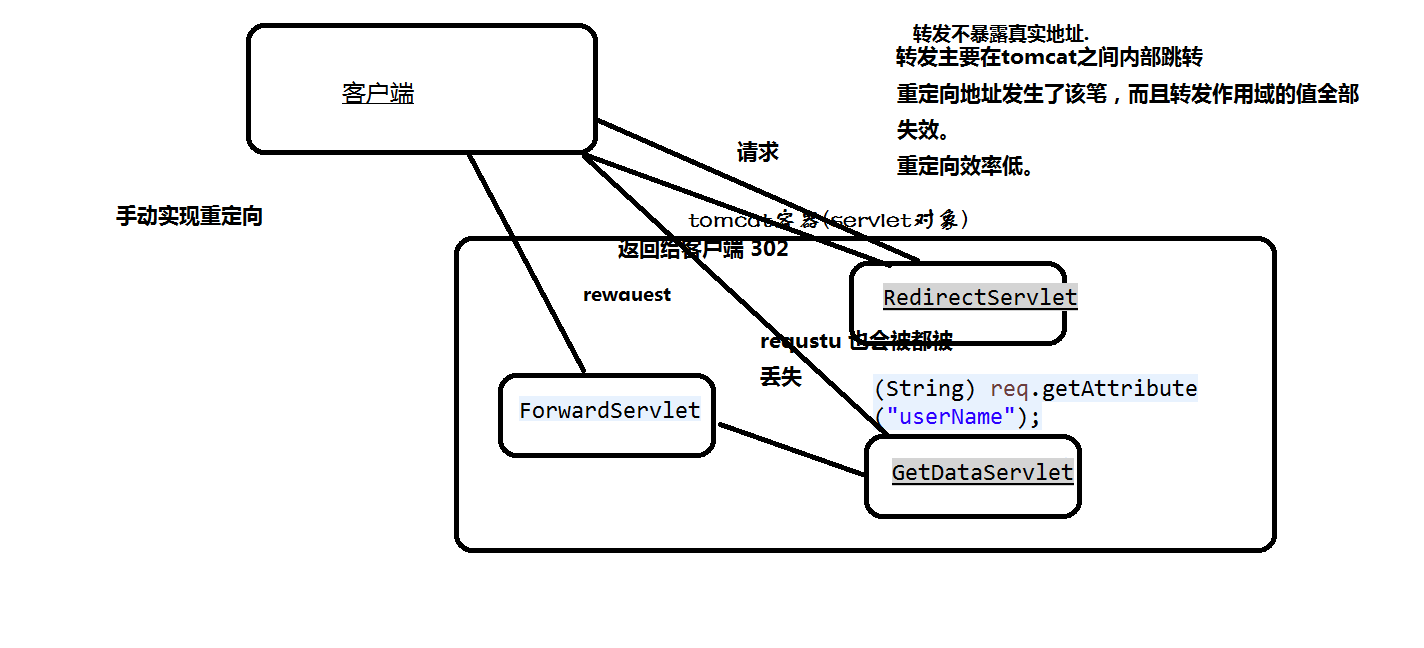 转发不暴露真实地址.
转发主要在tomcat之间内部跳转
重定向地址发生了该笔，而且转发作用域的值全部
失效。
重定向效率低。
客户端
请求
手动实现重定向
tomcat容器(servlet对象)
返回给客户端 302
rewquest
RedirectServlet
requstu 也会被都被
丢失
(String) req.getAttribute
("userName");
ForwardServlet
GetDataServlet